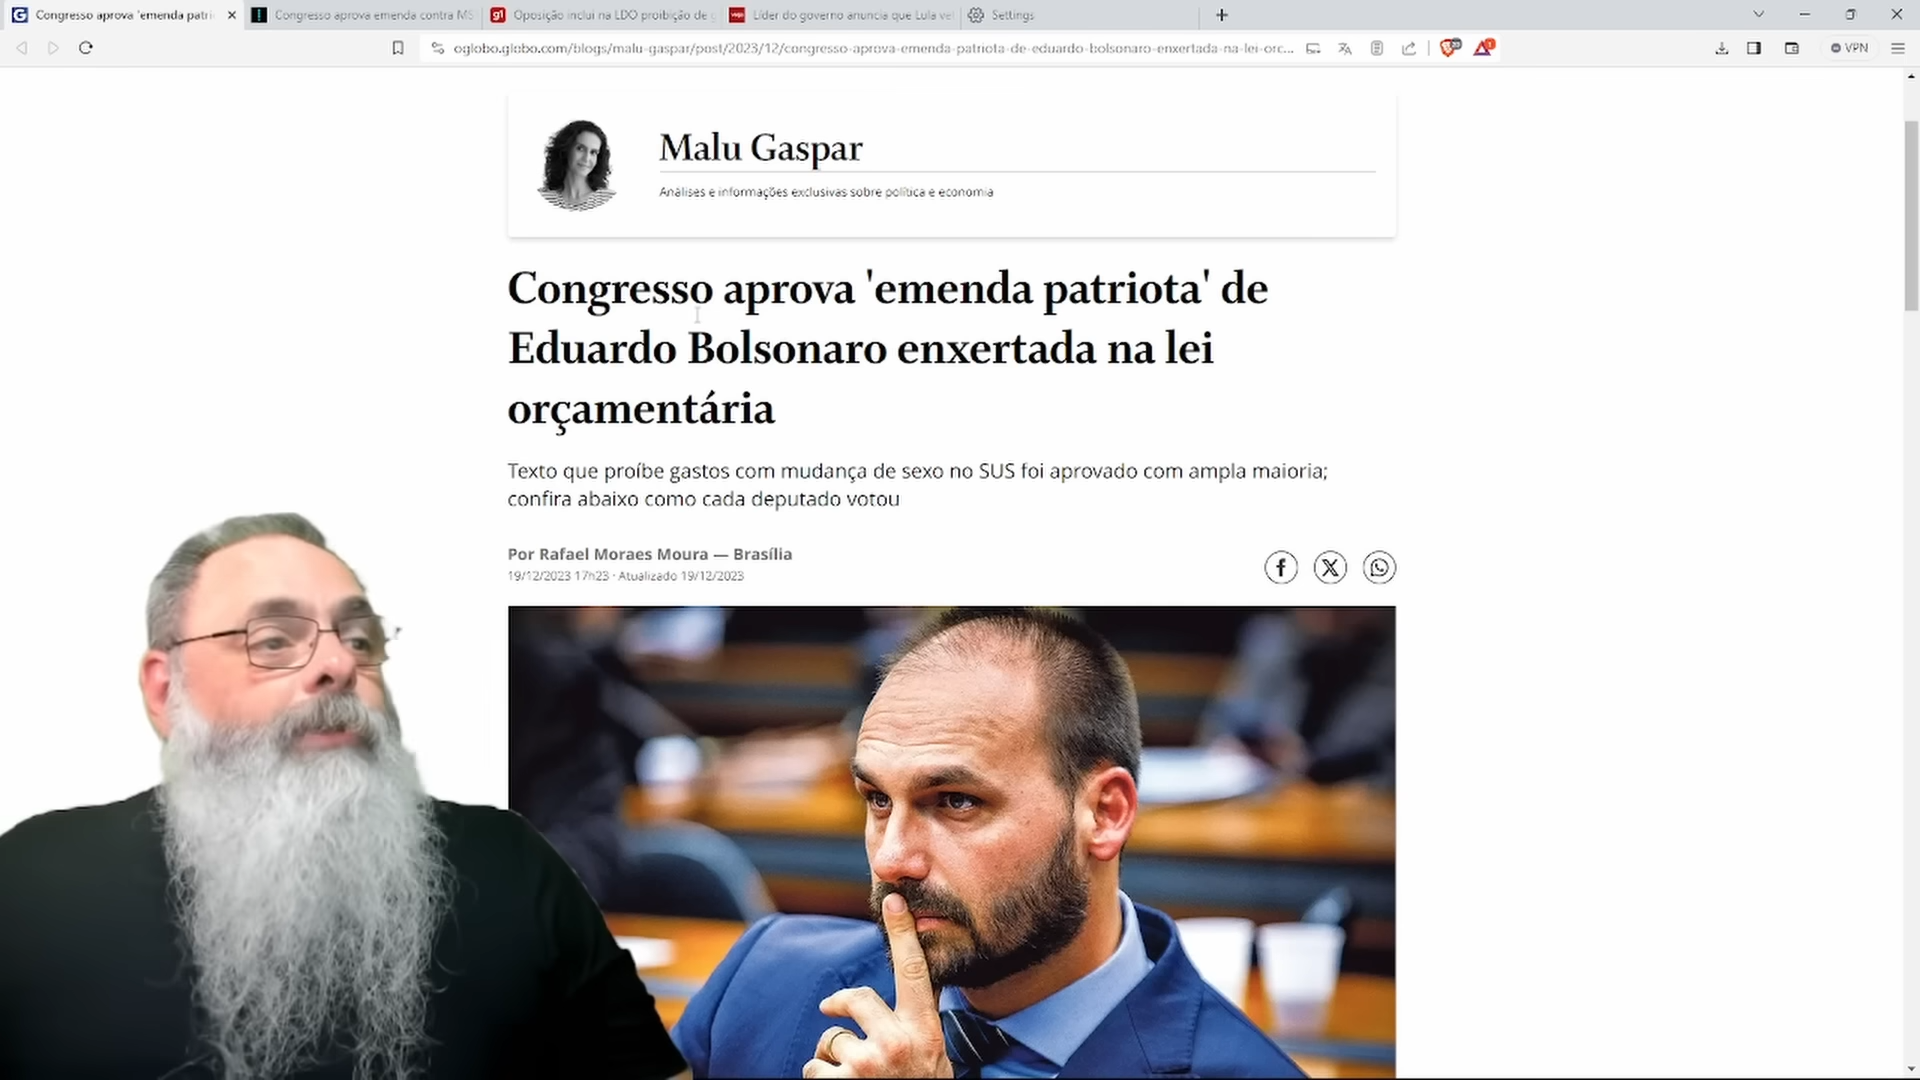 Congresso aprova 'emenda patri
Congresso aprova emenda contra MS
Oposição inclui na LDO proibição de g
Líder do governo anuncia que Lula vet
Settings
oglobo.globo.com/blogs/malu-gaspar/post/2023/12/congresso-aprova-emenda-patriota-de-eduardo-bolsonaro-enxertada-na-lei-orc...
VPN
Malu Gaspar
Análises e informações exclusivas sobre política e economia
Congresso aprova 'emenda patriota' de
Eduardo Bolsonaro enxertada na lei
orçamentária
Texto que proíbe gastos com mudança de sexo no SUS foi aprovado com ampla maioria;
confira abaixo como cada deputado votou
Por Rafael Moraes Moura — Brasília
19/12/2023 17h23 · Atualizado 19/12/2023